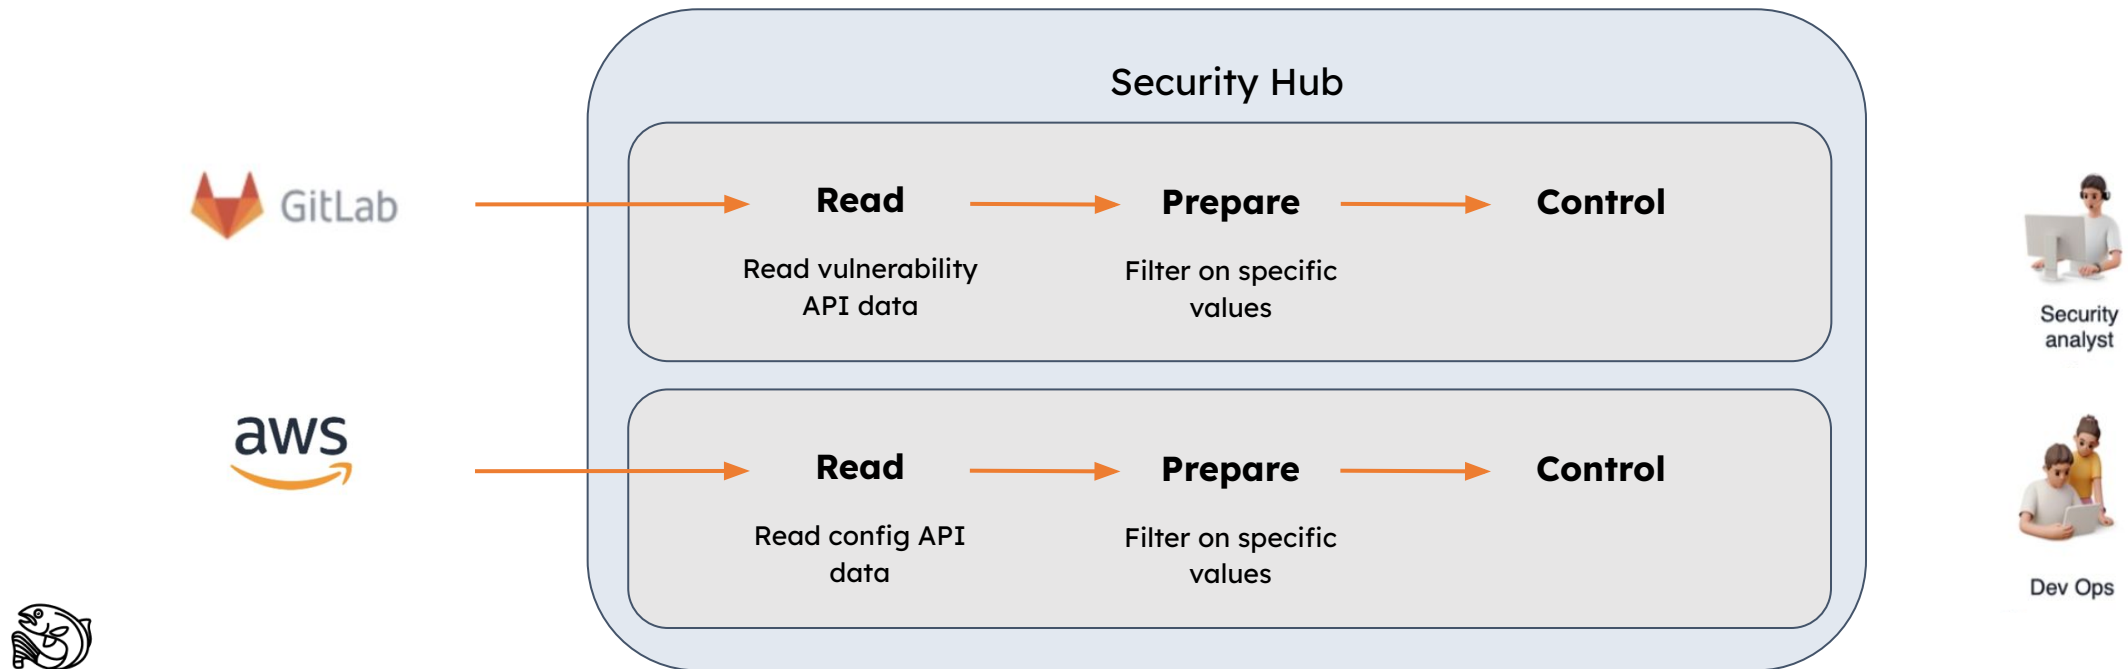 Security Hub
GitLab
Read
Prepare
Control
Read vulnerability
API data
Filter on specific
values
Security
analyst
aws
Read
Prepare
Control
Read config API
data
Filter on specific
values
Dev Ops